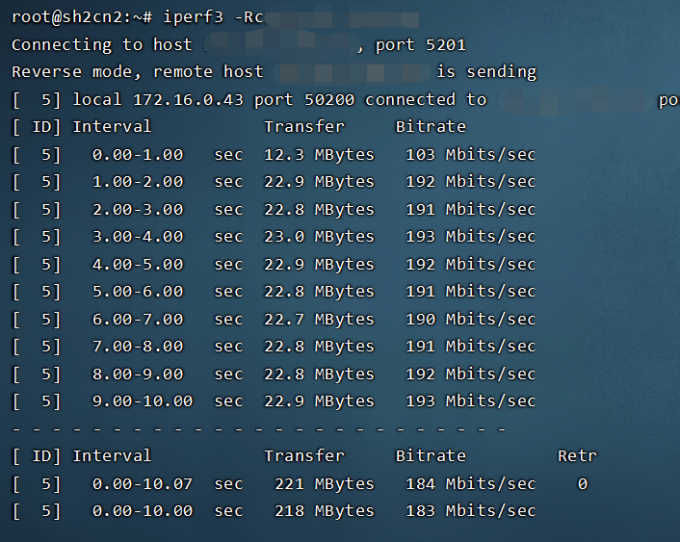 root@sh2cn2:~# iperf3 -Rc
Connecting to host , port 5201
Reverse mode, remote host is sending
[  5] local 172.16.0.43 port 50200 connected to po
[ ID] Interval Transfer Bitrate
[  5] 0.00-1.00 sec 12.3 MBytes 103 Mbits/sec
[  5] 1.00-2.00 sec 22.9 MBytes 192 Mbits/sec
[  5] 2.00-3.00 sec 22.8 MBytes 191 Mbits/sec
[  5] 3.00-4.00 sec 23.0 MBytes 193 Mbits/sec
[  5] 4.00-5.00 sec 22.9 MBytes 192 Mbits/sec
[  5] 5.00-6.00 sec 22.8 MBytes 191 Mbits/sec
[  5] 6.00-7.00 sec 22.7 MBytes 190 Mbits/sec
[  5] 7.00-8.00 sec 22.8 MBytes 191 Mbits/sec
[  5] 8.00-9.00 sec 22.8 MBytes 192 Mbits/sec
[  5] 9.00-10.00 sec 22.9 MBytes 193 Mbits/sec
- - - - - - - - - - - - - - - - - - - - - - - - -
[ ID] Interval Transfer Bitrate Retr
[  5] 0.00-10.07 sec 221 MBytes 184 Mbits/sec 0
[  5] 0.00-10.00 sec 218 MBytes 183 Mbits/sec